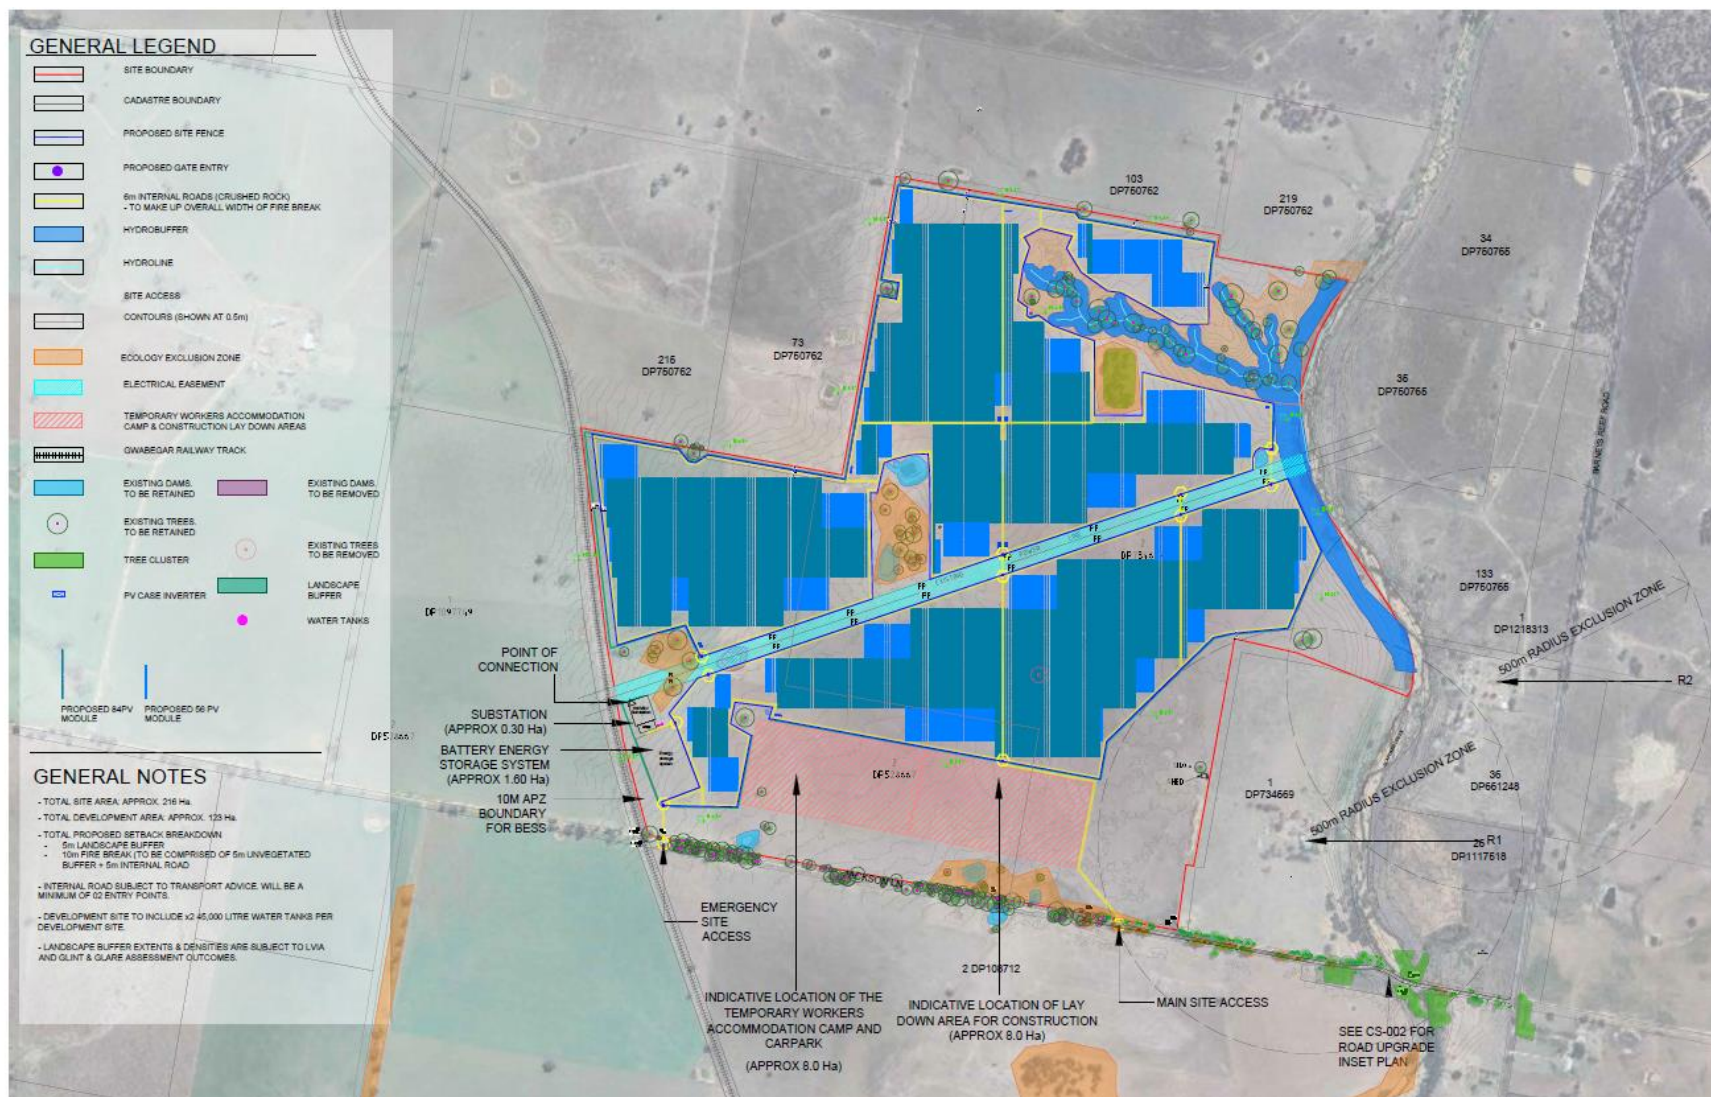 GENERAL LEGEND
SITE BOUNDARY
CADASTRE BOUNDARY
PROPOSED SITE FENCE
PROPOSED GATE ENTRY
6m INTERNAL ROADS (CRUSHED ROCK)
- TO MAKE UP OVERALL WIDTH OF FIRE BREAK
HYDROBUFFER
HYDROLINE
SITE ACCESS
CONTOURS (SHOWN AT 0.5m)
ECOLOGY EXCLUSION ZONE
ELECTRICAL EASEMENT
TEMPORARY WORKERS ACCOMMODATION
CAMP & CONSTRUCTION LAY DOWN AREAS
GWABEGAR RAILWAY TRACK
EXISTING DAMS.
TO BE RETAINED
EXISTING DAMS.
TO BE REMOVED
EXISTING TREES.
TO BE RETAINED
EXISTING TREES
TO BE REMOVED
TREE CLUSTER
LANDSCAPE
BUFFER
PV CASE INVERTER
WATER TANKS
PROPOSED 84PV
MODULE
PROPOSED 56 PV
MODULE
GENERAL NOTES
- TOTAL SITE AREA: APPROX. 216 Ha.
- TOTAL DEVELOPMENT AREA: APPROX. 123 Ha.
- TOTAL PROPOSED SETBACK BREAKDOWN
- 5m LANDSCAPE BUFFER
- 10m FIRE BREAK (TO BE COMPRISED OF 5m UNVEGETATED
BUFFER + 5m INTERNAL ROAD
- INTERNAL ROAD SUBJECT TO TRANSPORT ADVICE. WILL BE A
MINIMUM OF 02 ENTRY POINTS.
- DEVELOPMENT SITE TO INCLUDE x2 45,000 LITRE WATER TANKS PER
DEVELOPMENT SITE.
- LANDSCAPE BUFFER EXTENTS & DENSITIES ARE SUBJECT TO LVIA
AND GLINT & GLARE ASSESSMENT OUTCOMES.
103
DP750762
219
DP750762
34
DP750765
73
DP750762
216
DP750762
35
DP750765
MAINEYS REEF ROAD
133
DP750765
1
DP1218313
500m RADIUS EXCLUSION ZONE
R2
POINT OF
CONNECTION
SUBSTATION
(APPROX 0.30 Ha)
BATTERY ENERGY
STORAGE SYSTEM
(APPROX 1.60 Ha)
10M APZ
BOUNDARY
FOR BESS
EXISTING
POWER
LINE
1
DP734669
36
DP661248
500m RADIUS EXCLUSION ZONE
R1
26
DP1117618
JACKSONS LN
EMERGENCY
SITE
ACCESS
2 DP108712
INDICATIVE LOCATION OF THE
TEMPORARY WORKERS
ACCOMMODATION CAMP AND
CARPARK
(APPROX 8.0 Ha)
INDICATIVE LOCATION OF LAY
DOWN AREA FOR CONSTRUCTION
(APPROX 8.0 Ha)
MAIN SITE ACCESS
SEE CS-002 FOR
ROAD UPGRADE
INSET PLAN